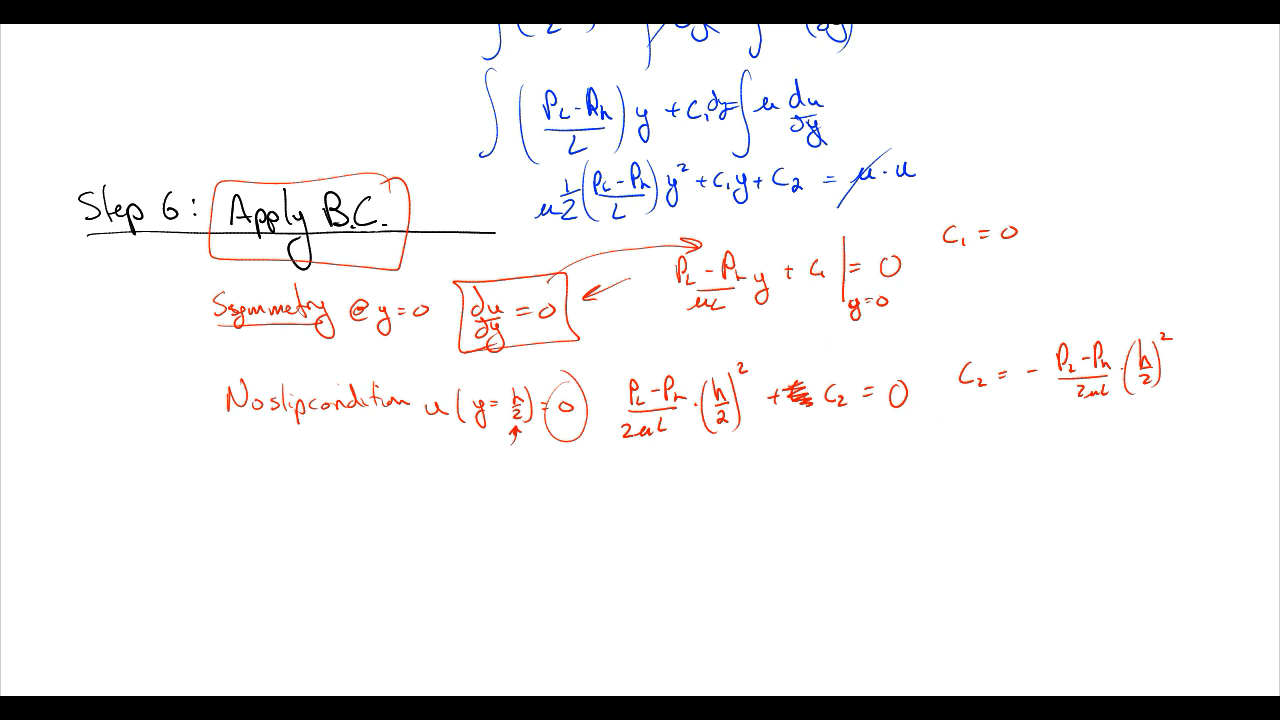 ∫ ( (P_L - P_h)/L ) y + C₁ dy = ∫ μ du/dy
μ 1/2 ( (P_L - P_h)/L ) y² + C₁y + C₂ = μ · u
Step 6: Apply B.C.
C₁ = 0
(P_L - P_h)/(μL) y + C₁ |_{y=0} = 0
Ssymmetry @ y = 0 du/dy = 0
No slip condition u ( y = h/2 ) = 0 (P_L - P_h)/(2μL) · (h/2)² + C₂ = 0 C₂ = - (P_L - P_h)/(2μL) · (h/2)²